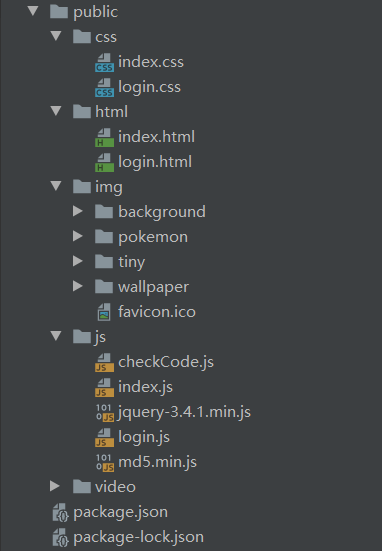 public
css
index.css
login.css
html
index.html
login.html
img
background
pokemon
tiny
wallpaper
favicon.ico
js
checkCode.js
index.js
jquery-3.4.1.min.js
login.js
md5.min.js
video
package.json
package-lock.json